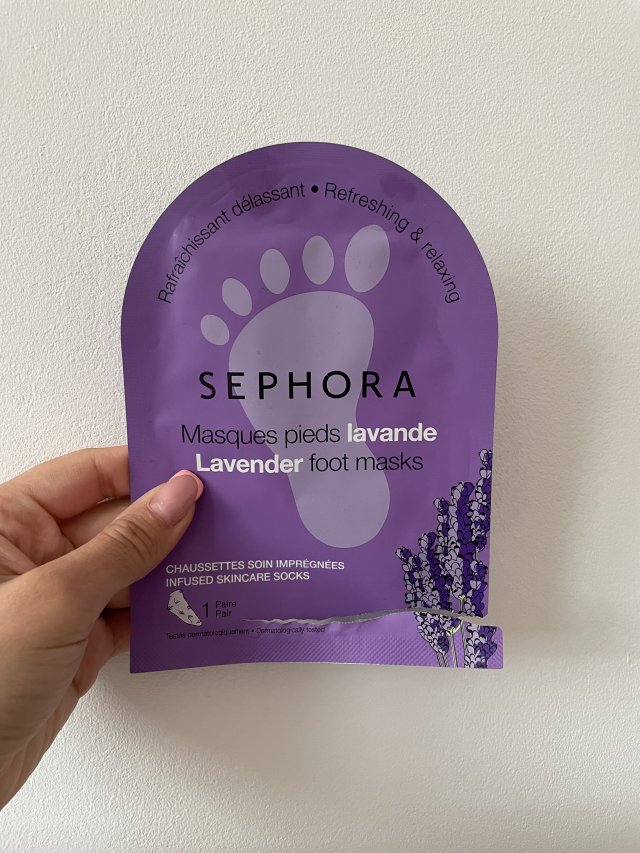 Rafraîchissant délassant • Refreshing & relaxing
SEPHORA
Masques pieds lavande
Lavender foot masks
CHAUSSETTES SOIN IMPRÉGNÉES
INFUSED SKINCARE SOCKS
1 Paire
Pair
Testés dermatologiquement • Dermatologically tested